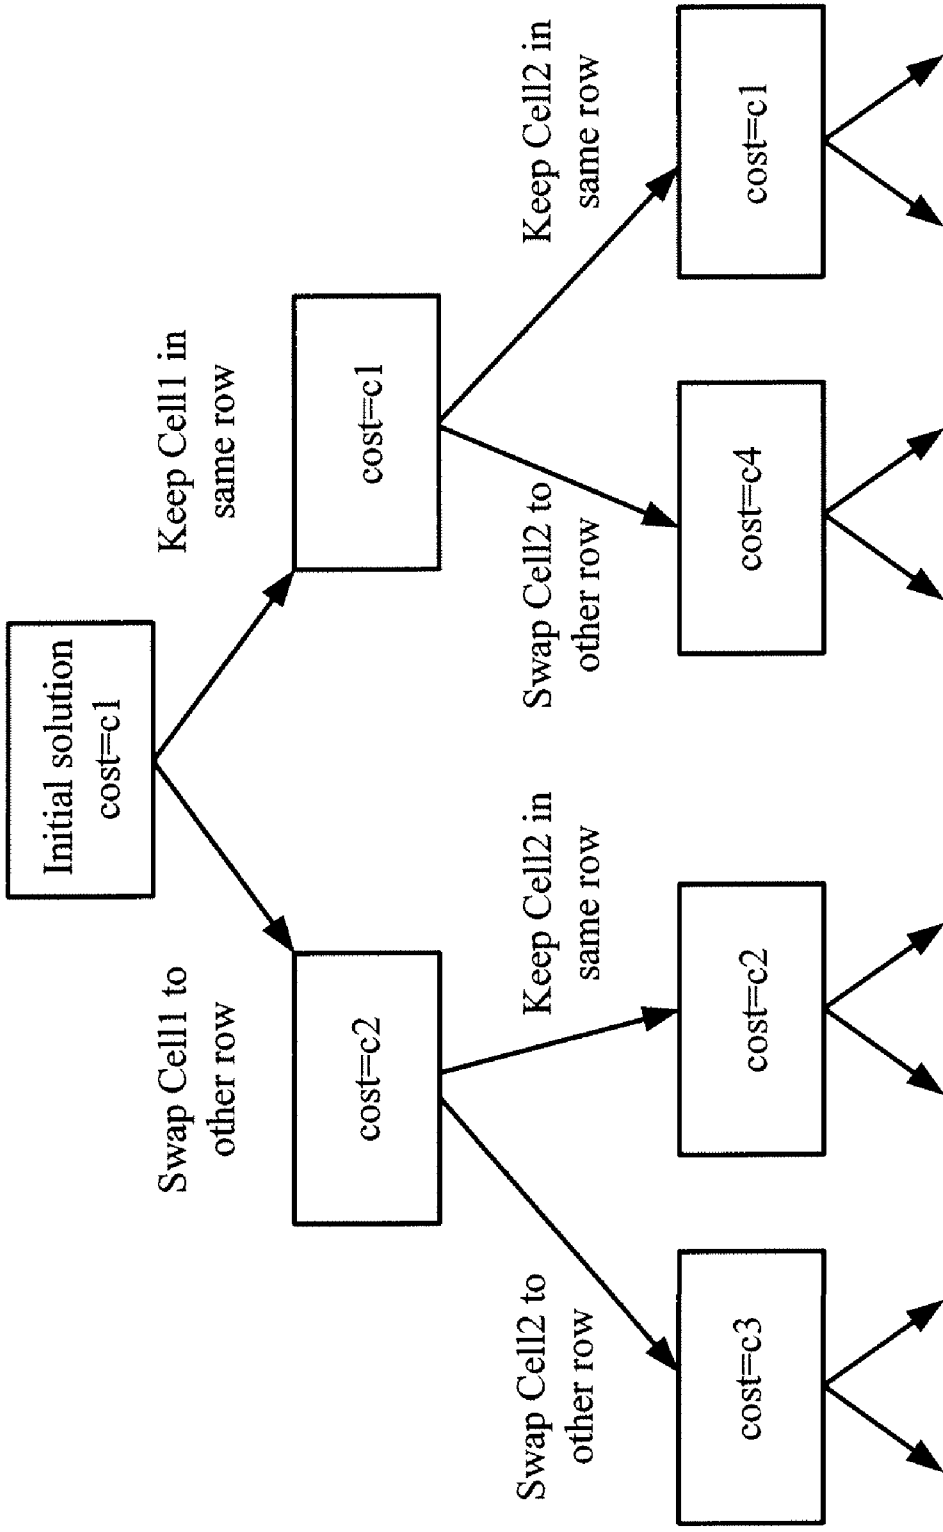 Initial solution
cost=c1
Swap Cell1 to
other row
Keep Cell1 in
same row
cost=c2
cost=c1
Swap Cell2 to
other row
Keep Cell2 in
same row
Swap Cell2 to
other row
Keep Cell2 in
same row
cost=c3
cost=c2
cost=c4
cost=c1